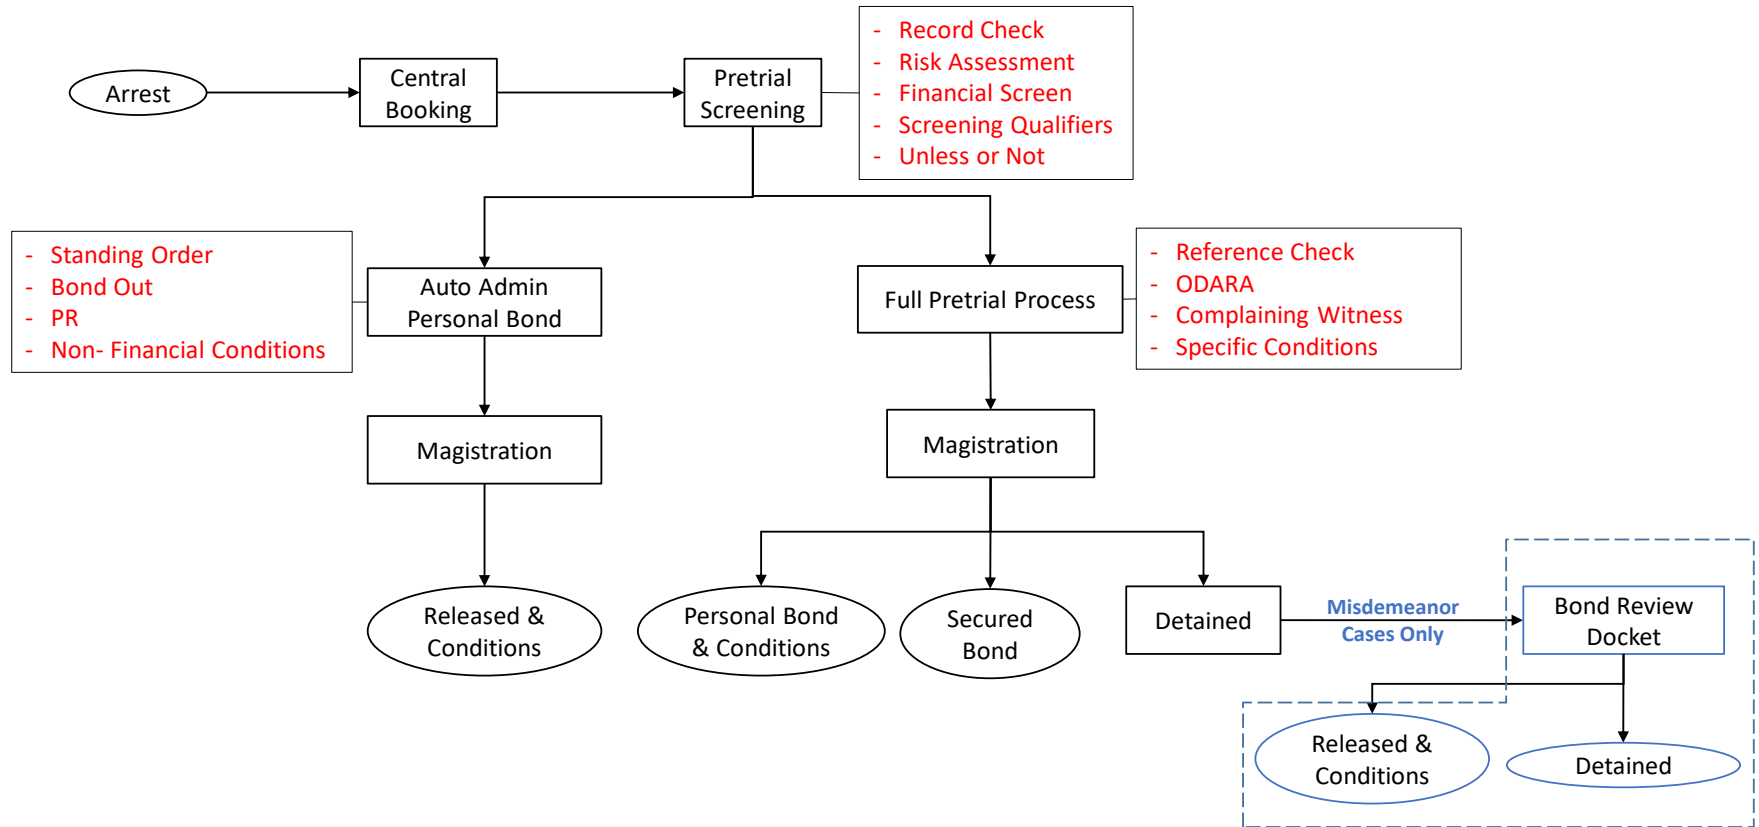 Arrest
Central
Booking
Pretrial
Screening
- Record Check
- Risk Assessment
- Financial Screen
- Screening Qualifiers
- Unless or Not
- Standing Order
- Bond Out
- PR
- Non- Financial Conditions
Auto Admin
Personal Bond
Full Pretrial Process
- Reference Check
- ODARA
- Complaining Witness
- Specific Conditions
Magistration
Magistration
Released &
Conditions
Personal Bond
& Conditions
Secured
Bond
Detained
Misdemeanor
Cases Only
Bond Review
Docket
Released &
Conditions
Detained